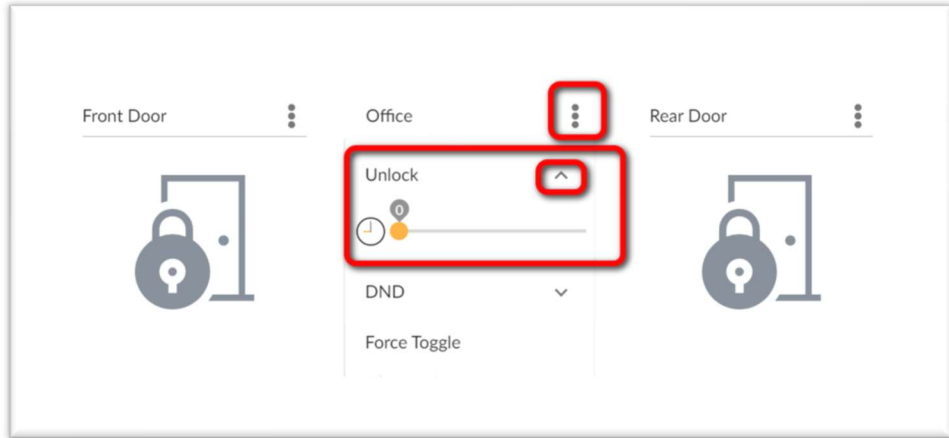 Front Door
Office
Rear Door
Unlock
0
DND
Force Toggle